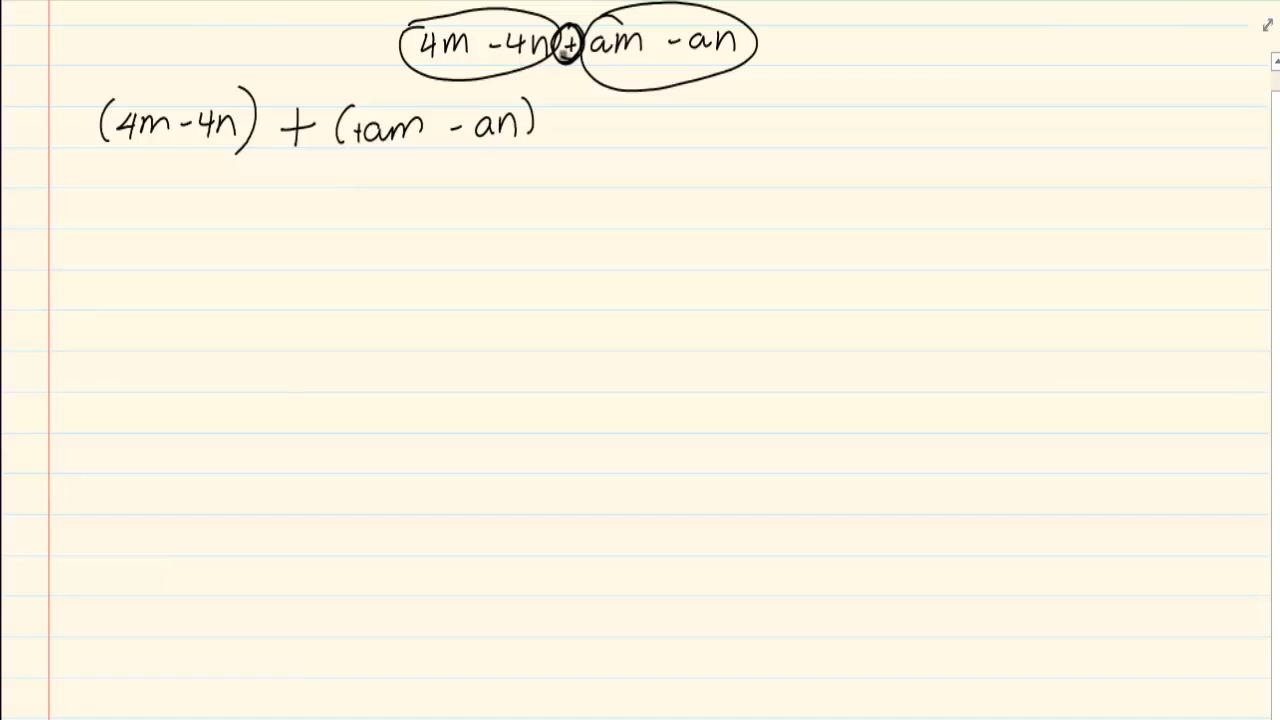 4m - 4n + am - an
(4m - 4n) + (+am - an)